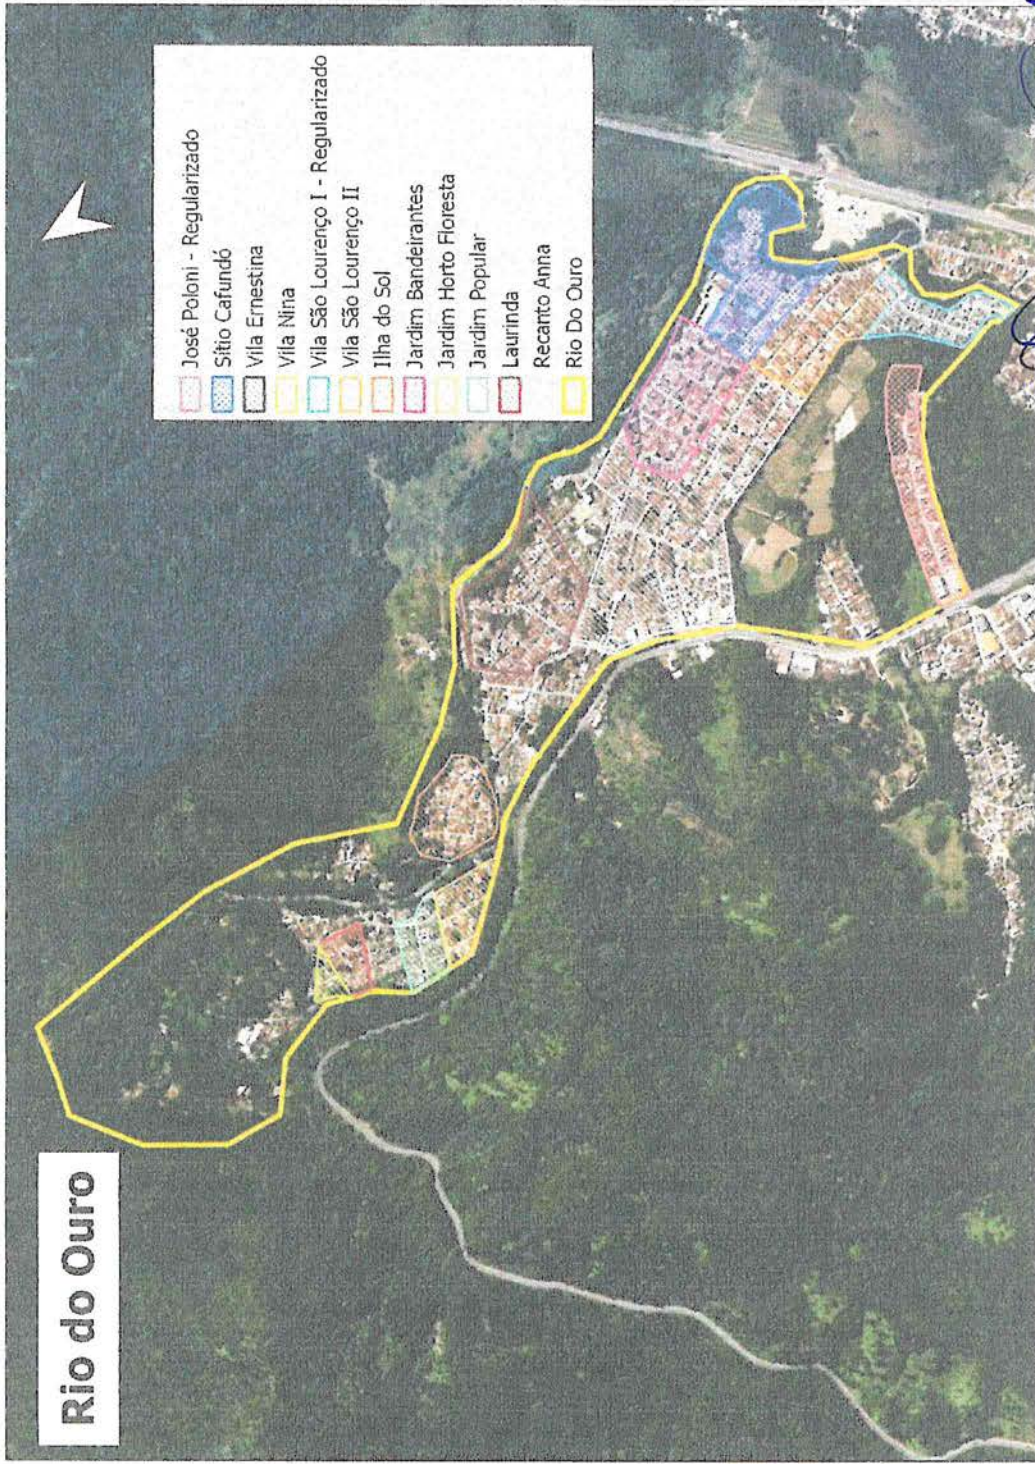 Rio do Ouro
José Poloni - Regularizado
Sítio Cafundó
Vila Ernestina
Vila Nina
Vila São Lourenço I - Regularizado
Vila São Lourenço II
Ilha do Sol
Jardim Bandeirantes
Jardim Horto Floresta
Jardim Popular
Laurinda
Recanto Anna
Rio Do Ouro